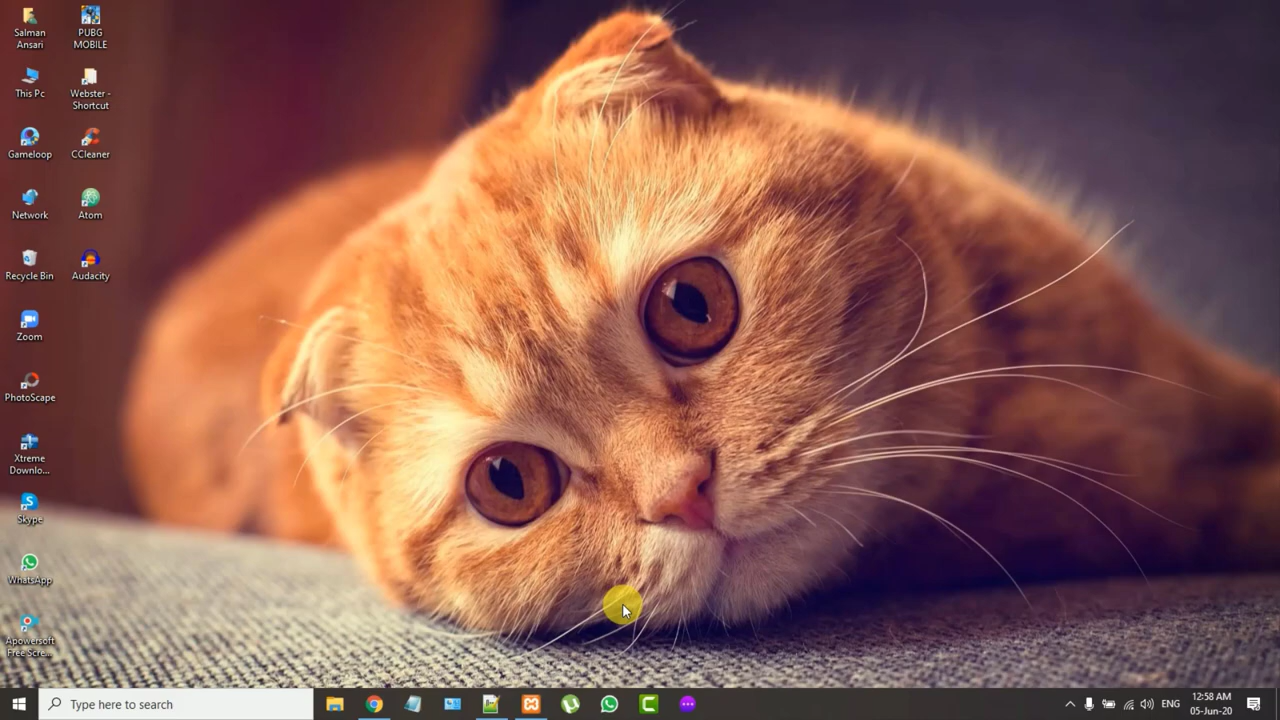 Salman
Ansari
PUBG
MOBILE
This Pc
Webster -
Shortcut
Gameloop
CCleaner
Network
Atom
Recycle Bin
Audacity
Zoom
PhotoScape
Xtreme
Downlo...
Skype
WhatsApp
Apowersoft
Free Scre...
Type here to search
ENG
12:58 AM
05-Jun-20